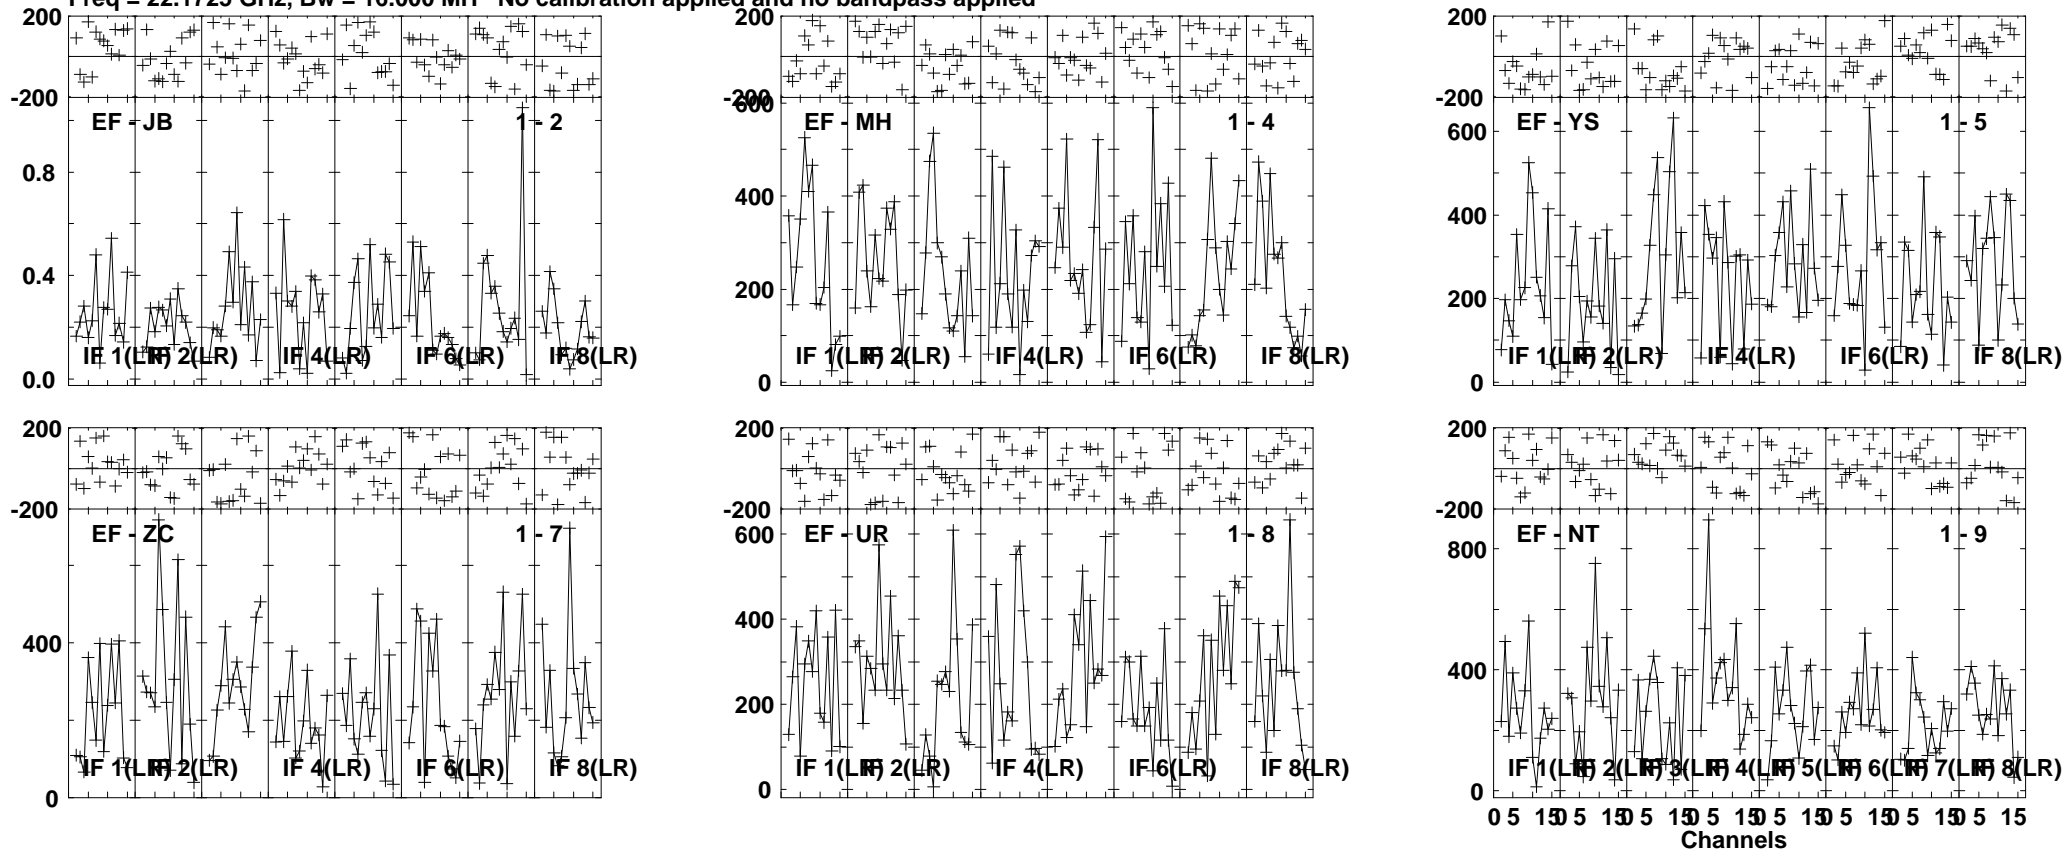 Freq = 22.1725 GHz, Bw = 16.000 MH No calibration applied and no bandpass applied
200 200 200
-200 -200 600 -200
EF - JB 1 - 2 EF - MH 1 - 4 EF - YS 1 - 5
600
0.8
400 400
0.4
200 200
IF 1(LR) IF 2(LR) IF 4(LR) IF 6(LR) IF 8(LR) IF 1(LR) IF 2(LR) IF 4(LR) IF 6(LR) IF 8(LR) IF 1(LR) IF 2(LR) IF 4(LR) IF 6(LR) IF 8(LR)
0.0 0 0
200 200 200
-200 -200 -200
EF - ZC 1 - 7 EF - UR 1 - 8 EF - NT 1 - 9
600 800
400 400 400
200
IF 1(LR) IF 2(LR) IF 4(LR) IF 6(LR) IF 8(LR) IF 1(LR) IF 2(LR) IF 4(LR) IF 6(LR) IF 8(LR) IF 1(LR) IF 2(LR) IF 3(LR) IF 4(LR) IF 5(LR) IF 6(LR) IF 7(LR) IF 8(LR)
0 0 0
0 5 15 0 5 15 0 5 15 0 5 15 0 5 15 0 5 15 0 5 15 0 5 15
Channels